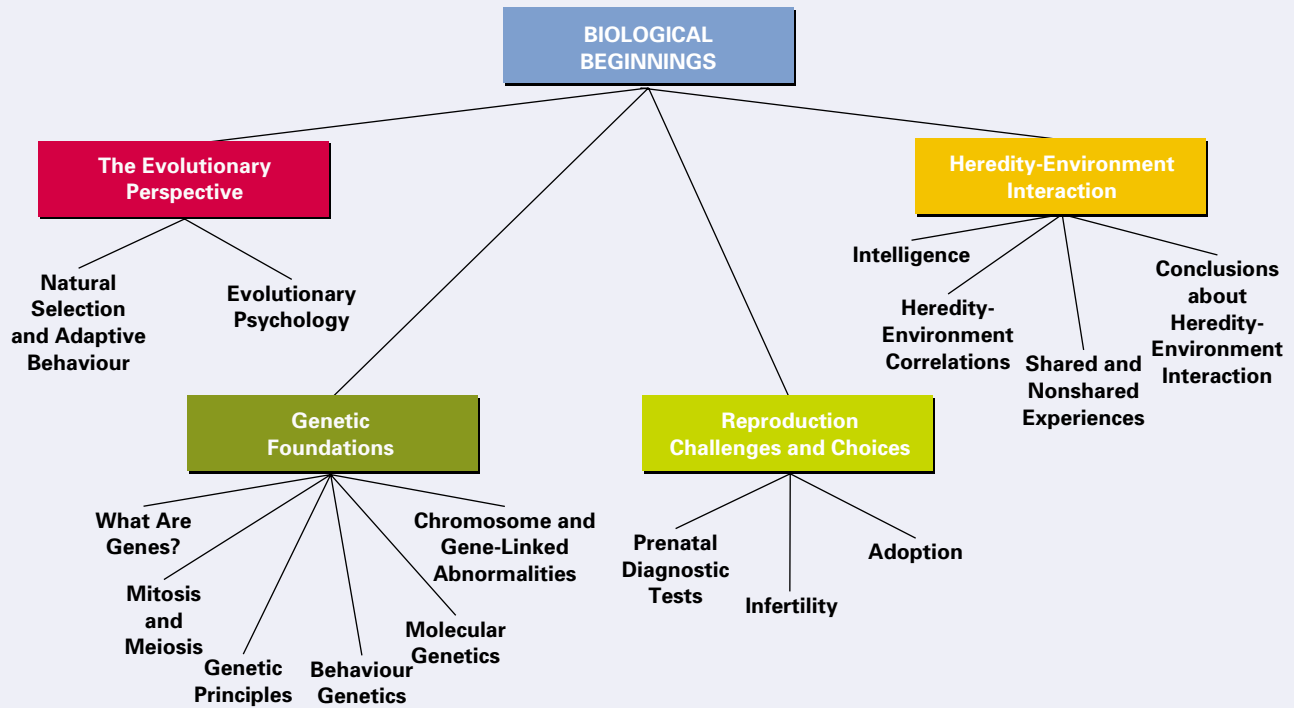 BIOLOGICAL
BEGINNINGS
The Evolutionary
Perspective
Natural
Selection
and Adaptive
Behaviour
Evolutionary
Psychology
Genetic
Foundations
What Are
Genes?
Mitosis
and
Meiosis
Genetic
Principles
Behaviour
Genetics
Molecular
Genetics
Chromosome and
Gene-Linked
Abnormalities
Reproduction
Challenges and Choices
Prenatal
Diagnostic
Tests
Infertility
Adoption
Heredity-Environment
Interaction
Intelligence
Heredity-
Environment
Correlations
Shared and
Nonshared
Experiences
Conclusions
about
Heredity-
Environment
Interaction